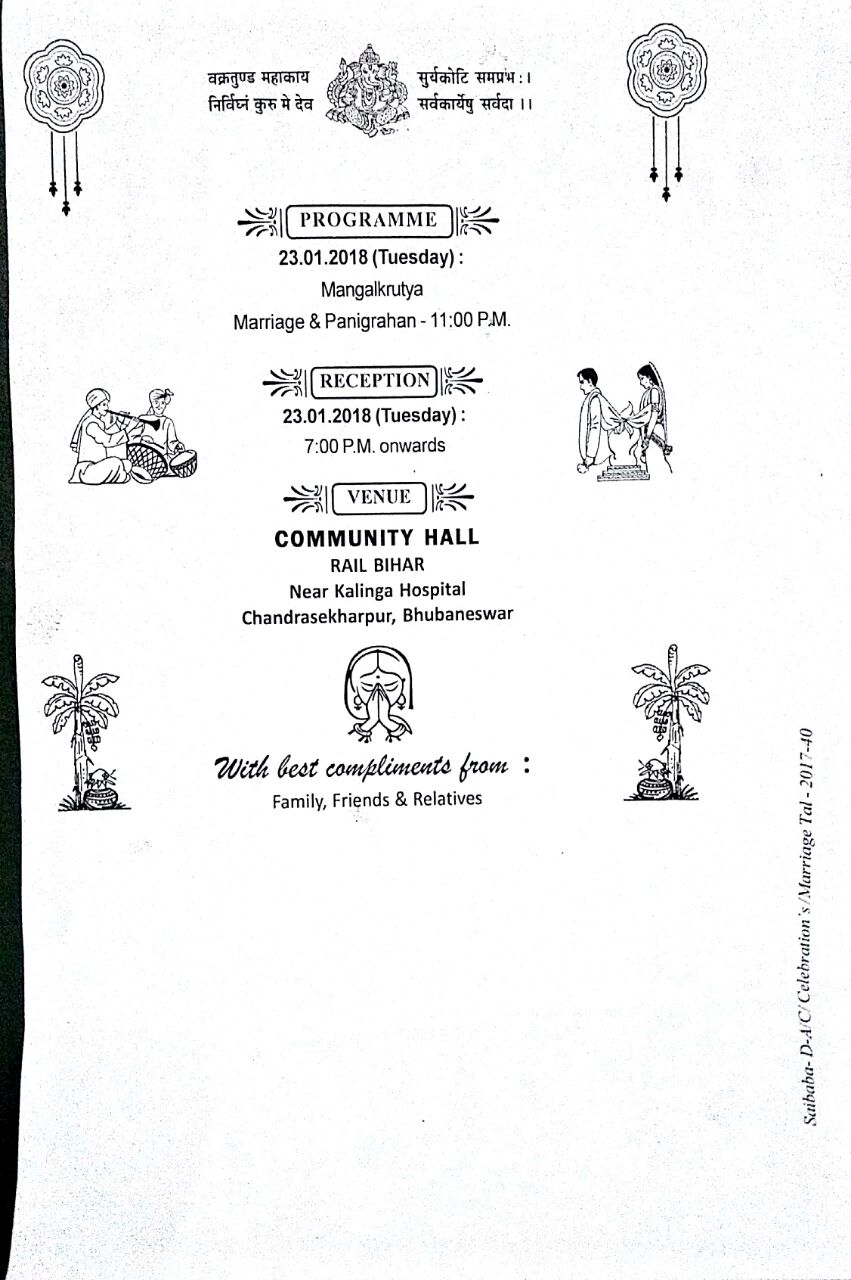 वक्रतुण्ड महाकाय सुर्यकोटि समप्रभ : ।
निर्विघ्नं कुरु मे देव सर्वकार्येषु सर्वदा ।।
PROGRAMME
23.01.2018 (Tuesday) :
Mangalkrutya
Marriage & Panigrahan - 11:00 P.M.
RECEPTION
23.01.2018 (Tuesday) :
7:00 P.M. onwards
VENUE
COMMUNITY HALL
RAIL BIHAR
Near Kalinga Hospital
Chandrasekharpur, Bhubaneswar
With best compliments from :
Family, Friends & Relatives
Saibaba- D-A/C/ Celebration's /Marriage Tal - 2017-40